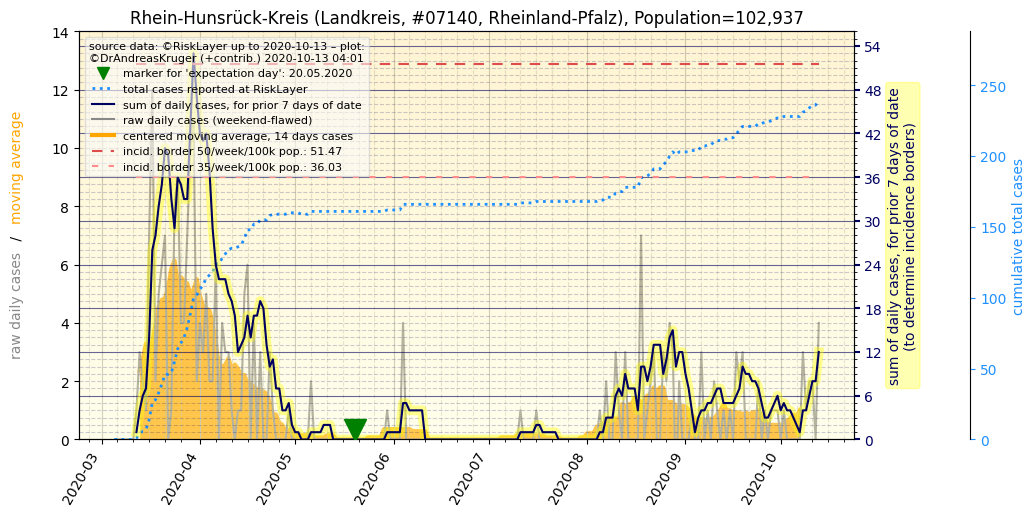 Rhein-Hunsrück-Kreis (Landkreis, #07140, Rheinland-Pfalz), Population=102,937
source data: ©RiskLayer up to 2020-10-13 – plot:
©DrAndreasKruger (+contrib.) 2020-10-13 04:01
marker for 'expectation day': 20.05.2020
total cases reported at RiskLayer
sum of daily cases, for prior 7 days of date
raw daily cases (weekend-flawed)
centered moving average, 14 days cases
incid. border 50/week/100k pop.: 51.47
incid. border 35/week/100k pop.: 36.03
raw daily cases / moving average
14
12
10
8
6
4
2
0
2020-03
2020-04
2020-05
2020-06
2020-07
2020-08
2020-09
2020-10
54
48
42
36
30
24
18
12
6
0
sum of daily cases, for prior 7 days of date
(to determine incidence borders)
250
200
150
100
50
0
cumulative total cases